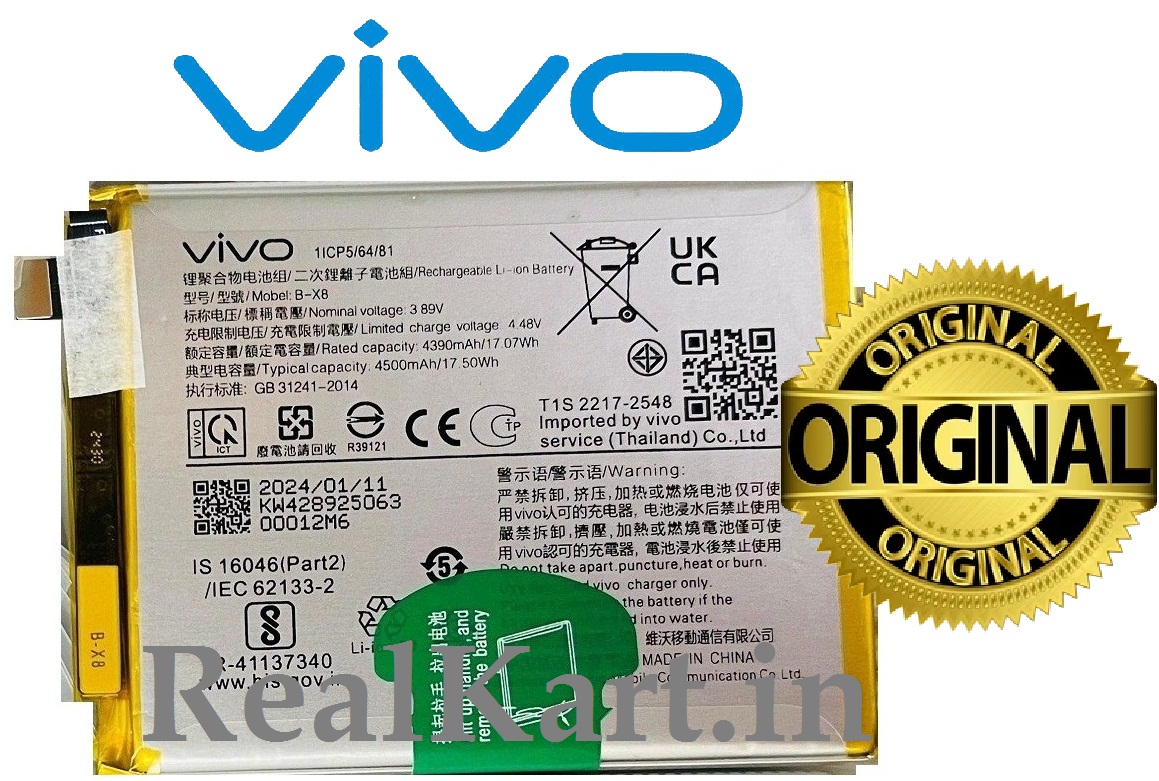 vivo
vivo 1ICP5/64/81
锂聚合物电池组/二次鋰離子電池組/Rechargeable Li-ion Battery
型号/型號/Model: B-X8
标称电压/標稱電壓/Nominal voltage: 3.89V
充电限制电压/充電限制電壓/Limited charge voltage: 4.48V
额定容量/額定電容量/Rated capacity: 4390mAh/17.07Wh
典型电容量/Typical capacity: 4500mAh/17.50Wh
执行标准: GB 31241-2014
UK
CA
T1S 2217-2548
Imported by vivo
service (Thailand) Co.,Ltd
vivo
ICT
廢電池請回收
R39121
CE
TP
2024/01/11
KW428925063
00012M6
IS 16046(Part2)
/IEC 62133-2
-41137340
www.bis.gov.in
5
警示语/警示语/Warning:
严禁拆卸,挤压,加热或燃烧电池仅可使
用vivo认可的充电器, 电池浸水后禁止使用
嚴禁拆卸, 擠壓, 加熱或燃燒電池僅可使
用vivo認可的充電器, 電池浸水後禁止使用
Do not take apart,puncture,heat or burn.
vivo charger only.
the battery if the
into water.
维沃移動通信有限公司
MADE IN CHINA
Communication Co.,Ltd.
and
remove battery
B-X8
ORIGINAL
ORIGINAL
ORIGINAL
RealKart.in